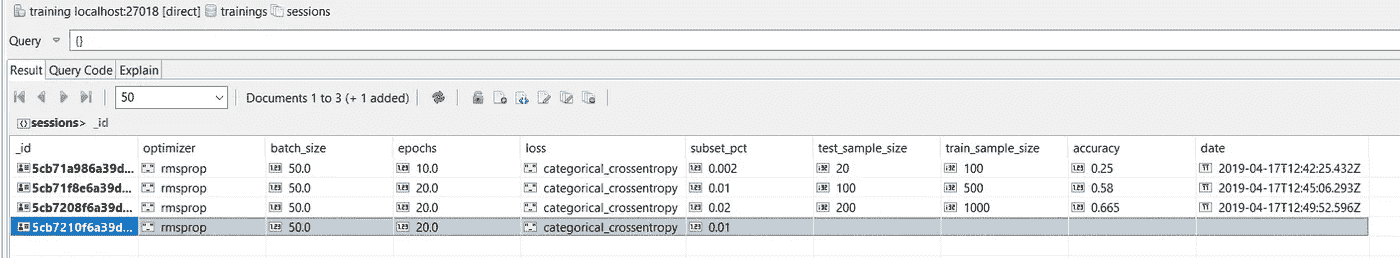 training localhost:27018 [direct] trainings sessions
Query {}
Result Query Code Explain
50 Documents 1 to 3 (+ 1 added)
sessions> _id
_id optimizer batch_size epochs loss subset_pct test_sample_size train_sample_size accuracy date
5cb71a986a39d... rmsprop 50.0 10.0 categorical_crossentropy 0.002 20 100 0.25 2019-04-17T12:42:25.432Z
5cb71f8e6a39d... rmsprop 50.0 20.0 categorical_crossentropy 0.01 100 500 0.58 2019-04-17T12:45:06.293Z
5cb7208f6a39d... rmsprop 50.0 20.0 categorical_crossentropy 0.02 200 1000 0.665 2019-04-17T12:49:52.596Z
5cb7210f6a39d... rmsprop 50.0 20.0 categorical_crossentropy 0.01